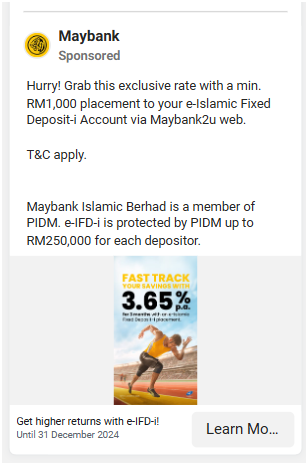 Maybank
Sponsored
Hurry! Grab this exclusive rate with a min.
RM1,000 placement to your e-Islamic Fixed
Deposit-i Account via Maybank2u web.
T&C apply.
Maybank Islamic Berhad is a member of
PIDM. e-IFD-i is protected by PIDM up to
RM250,000 for each depositor.
FAST TRACK
YOUR SAVINGS WITH
3.65% p.a.
Get higher returns with e-IFD-i!
Until 31 December 2024
Learn Mo...